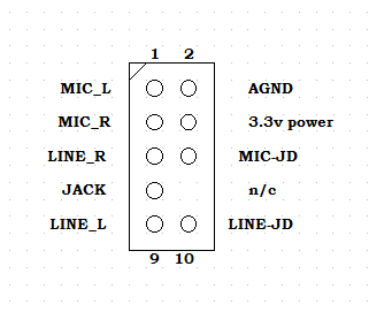 1 2
MIC_L AGND
MIC_R 3.3v power
LINE_R MIC-JD
JACK n/c
LINE_L LINE-JD
9 10